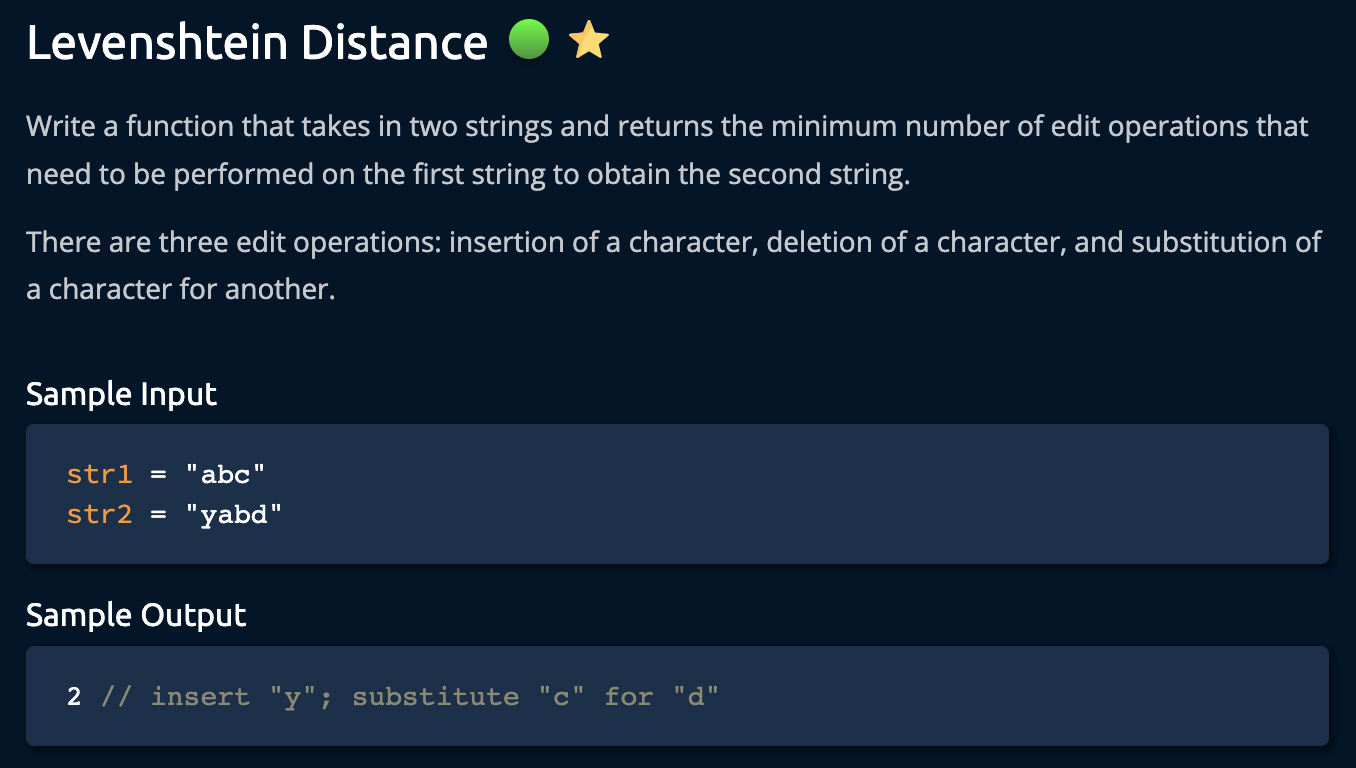 Levenshtein Distance
Write a function that takes in two strings and returns the minimum number of edit operations that
need to be performed on the first string to obtain the second string.
There are three edit operations: insertion of a character, deletion of a character, and substitution of
a character for another.
Sample Input
str1 = "abc"
str2 = "yabd"
Sample Output
2 // insert "y"; substitute "c" for "d"